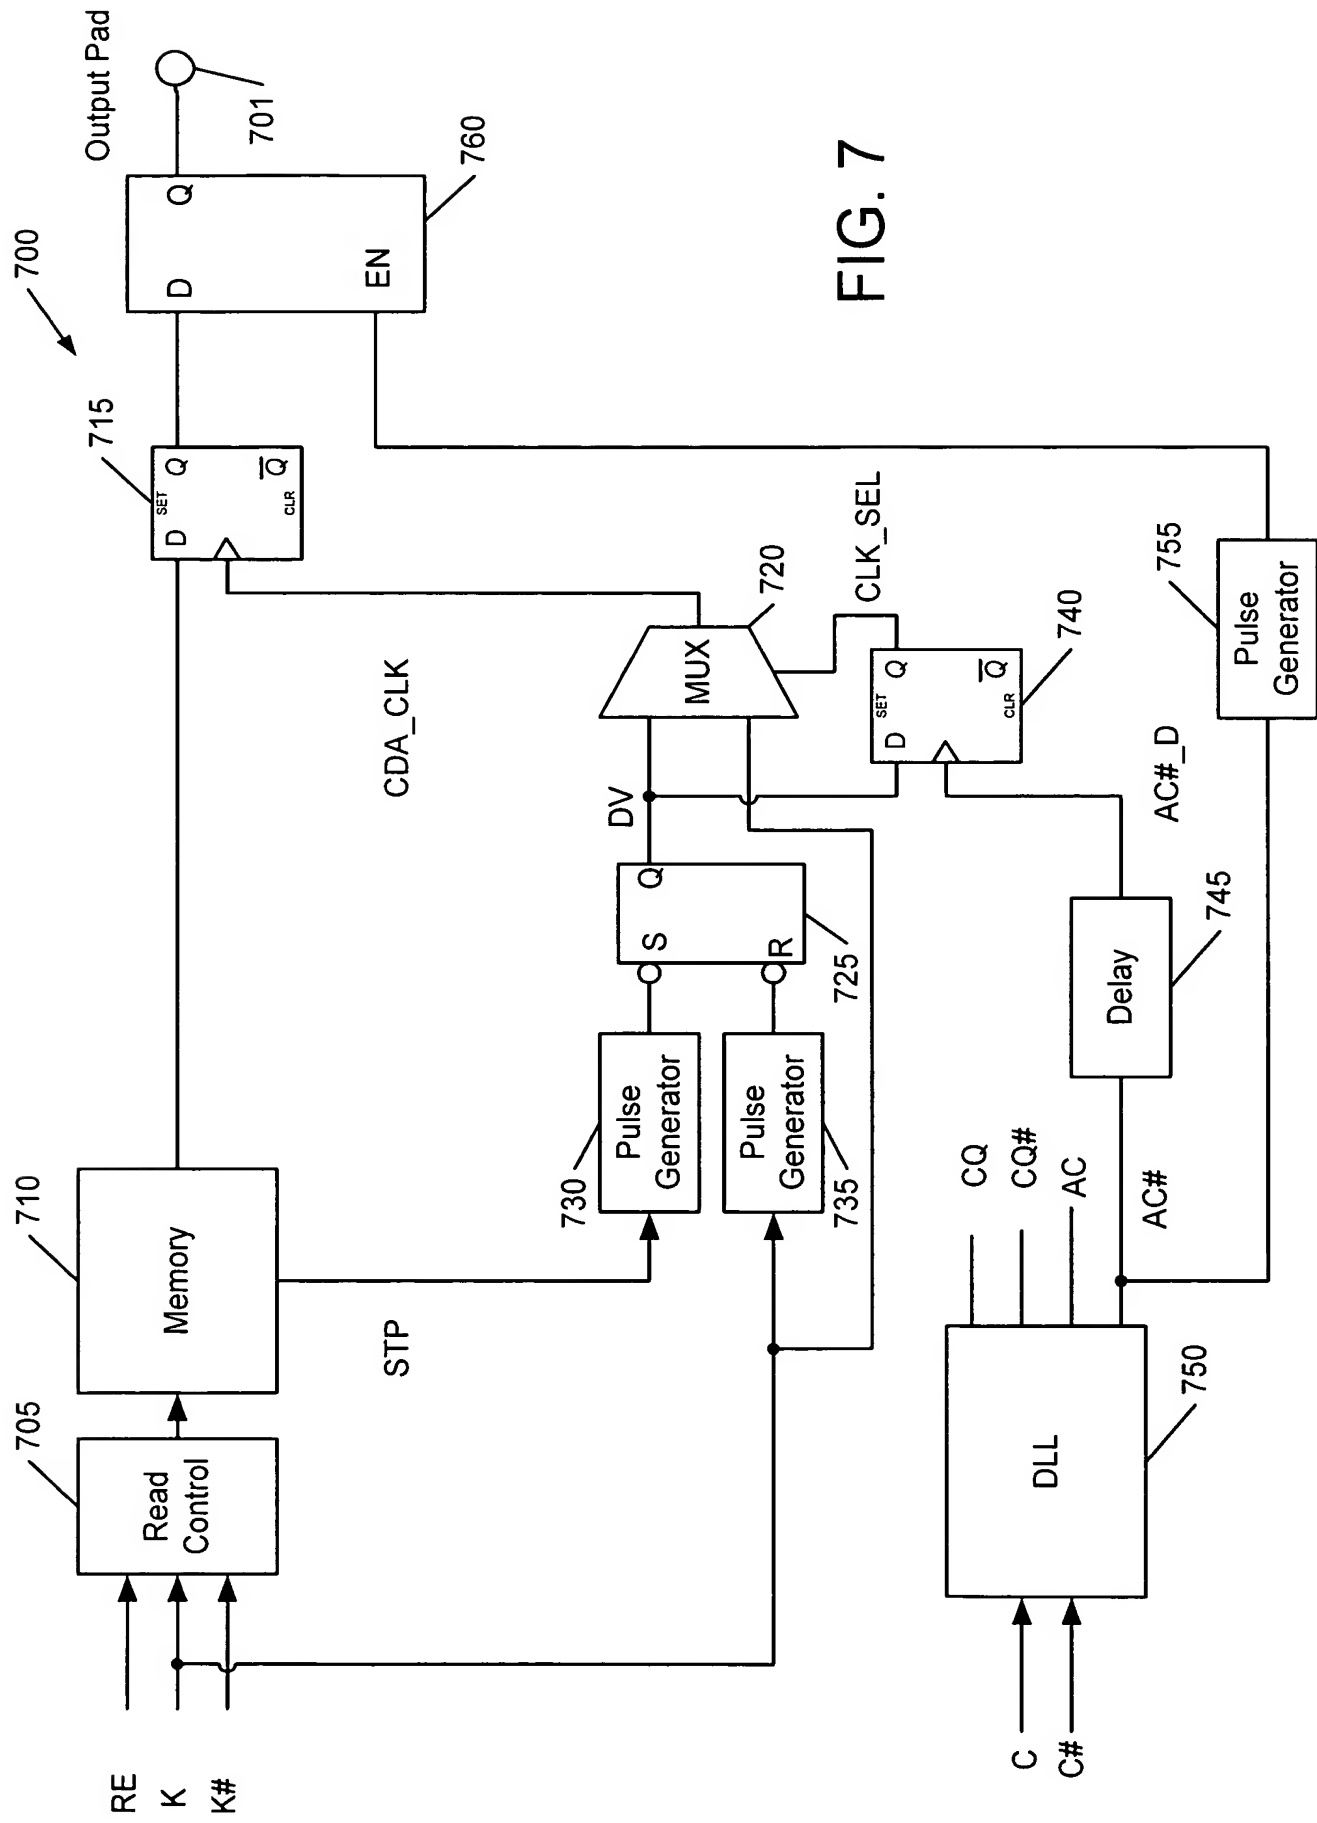 700
Output Pad
701
D
Q
EN
760
715
SET
D
Q
Q
CLR
710
Memory
705
Read
Control
RE
K
K#
STP
CDA_CLK
730
Pulse
Generator
Pulse
Generator
735
S
Q
R
725
DV
MUX
720
CLK_SEL
SET
D
Q
Q
CLR
740
DLL
750
C
C#
CQ
CQ#
AC
AC#
Delay
745
AC#_D
Pulse
Generator
755
FIG. 7